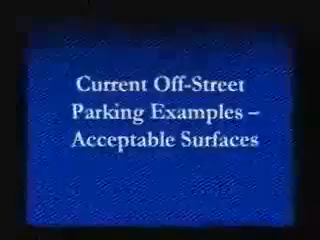 Current Off-Street
Parking Examples –
Acceptable Surfaces